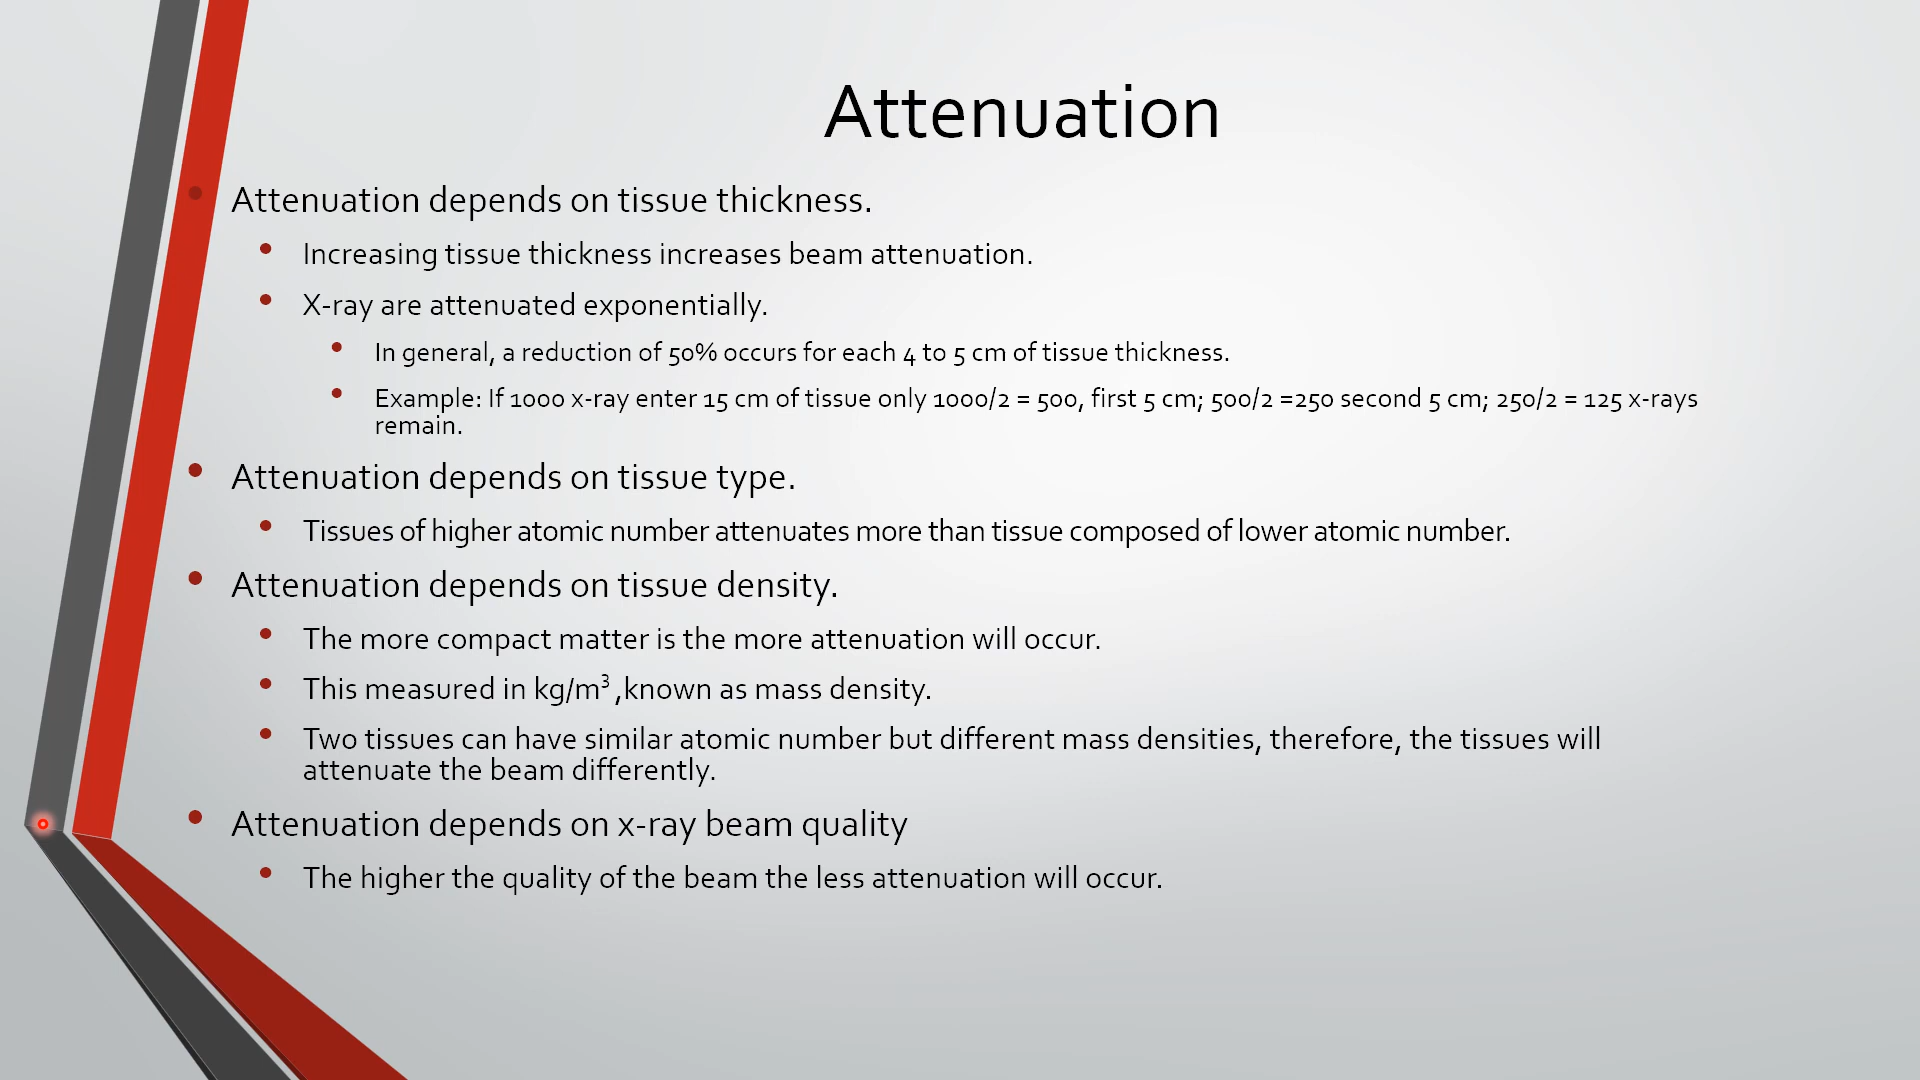 Attenuation
Attenuation depends on tissue thickness.
Increasing tissue thickness increases beam attenuation.
X-ray are attenuated exponentially.
In general, a reduction of 50% occurs for each 4 to 5 cm of tissue thickness.
Example: If 1000 x-ray enter 15 cm of tissue only 1000/2 = 500, first 5 cm; 500/2 =250 second 5 cm; 250/2 = 125 x-rays
remain.
Attenuation depends on tissue type.
Tissues of higher atomic number attenuates more than tissue composed of lower atomic number.
Attenuation depends on tissue density.
The more compact matter is the more attenuation will occur.
This measured in kg/m³ ,known as mass density.
Two tissues can have similar atomic number but different mass densities, therefore, the tissues will
attenuate the beam differently.
Attenuation depends on x-ray beam quality
The higher the quality of the beam the less attenuation will occur.